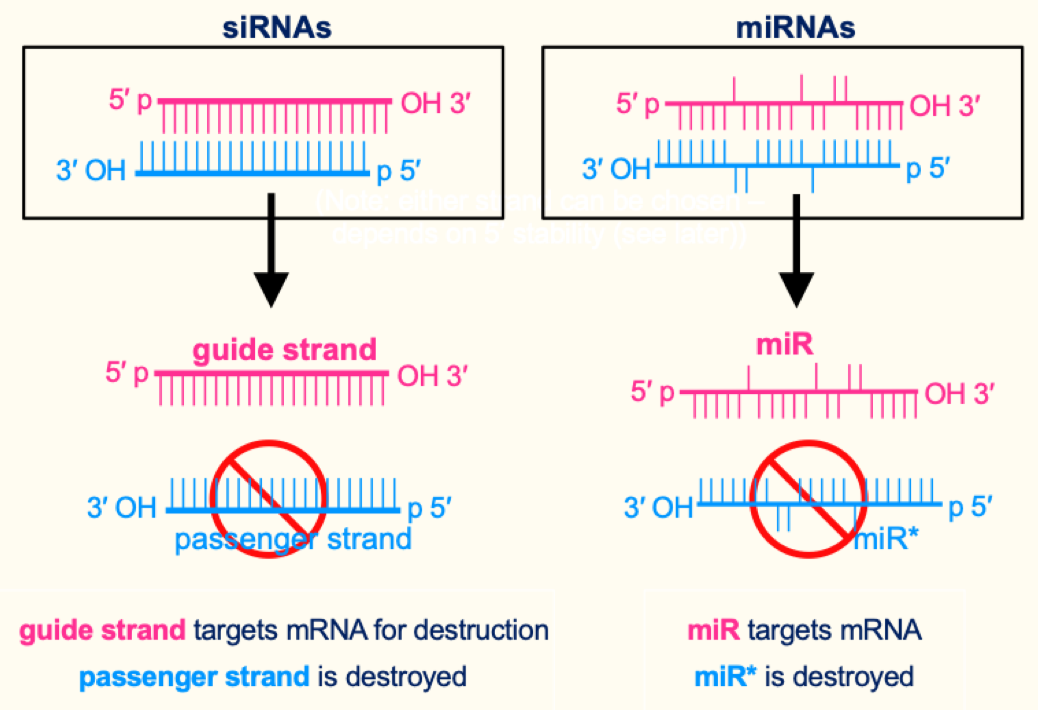 siRNAs
5′ p OH 3′
3′ OH p 5′
guide strand
5′ p OH 3′
3′ OH p 5′
passenger strand
guide strand targets mRNA for destruction
passenger strand is destroyed
miRNAs
5′ p OH 3′
3′ OH p 5′
(Note, either strand can be chosen –
depends on 5′ stability (see later))
miR
5′ p OH 3′
3′ OH p 5′
miR*
miR targets mRNA
miR* is destroyed